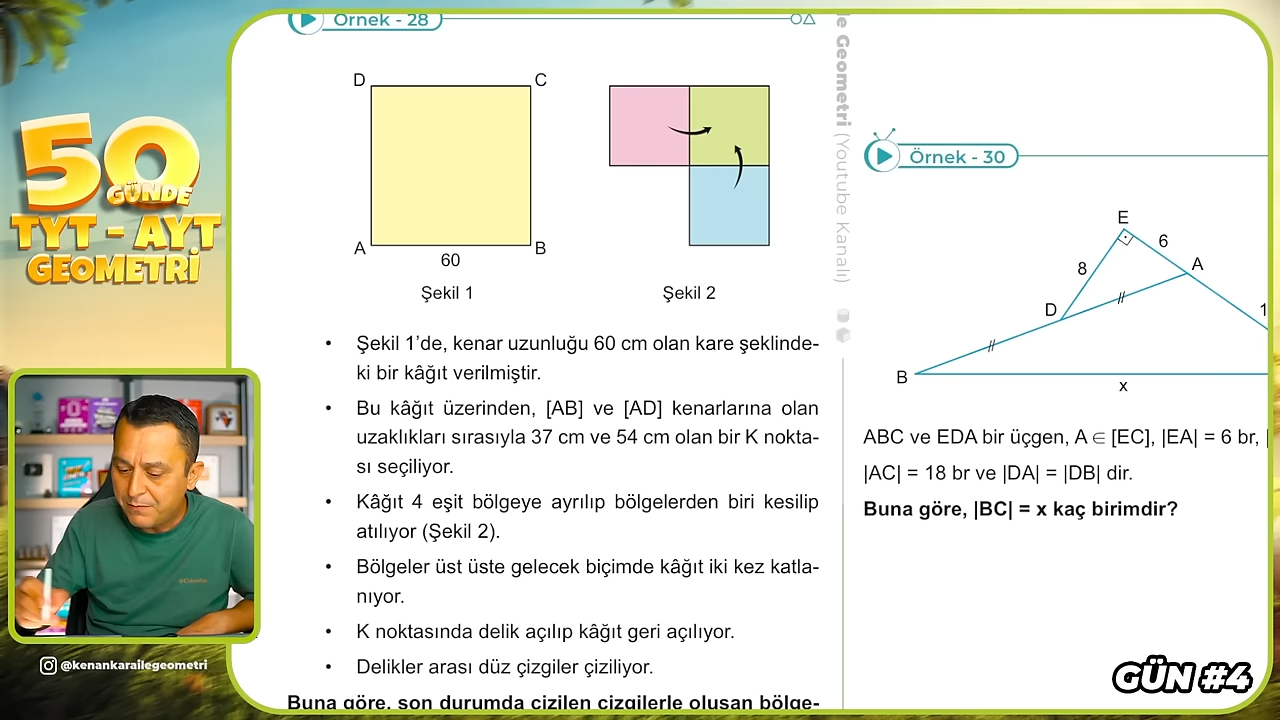 50
GÜNDE
TYT - AYT
GEOMETRİ
@kenankarailegeometri
Örnek - 28
D
C
A
B
60
Şekil 1
Şekil 2
• Şekil 1’de, kenar uzunluğu 60 cm olan kare şeklinde-
ki bir kâğıt verilmiştir.
• Bu kâğıt üzerinden, [AB] ve [AD] kenarlarına olan
uzaklıkları sırasıyla 37 cm ve 54 cm olan bir K nokta-
sı seçiliyor.
• Kâğıt 4 eşit bölgeye ayrılıp bölgelerden biri kesilip
atılıyor (Şekil 2).
• Bölgeler üst üste gelecek biçimde kâğıt iki kez katla-
nıyor.
• K noktasında delik açılıp kâğıt geri açılıyor.
• Delikler arası düz çizgiler çiziliyor.
Buna göre, son durumda çizilen çizgilerle oluşan bölge-
le Geometri (Youtube Kanalı)
Örnek - 30
E
6
A
8
D
1
B
x
ABC ve EDA bir üçgen, A ∈ [EC], |EA| = 6 br, |
|AC| = 18 br ve |DA| = |DB| dir.
Buna göre, |BC| = x kaç birimdir?
GÜN #4